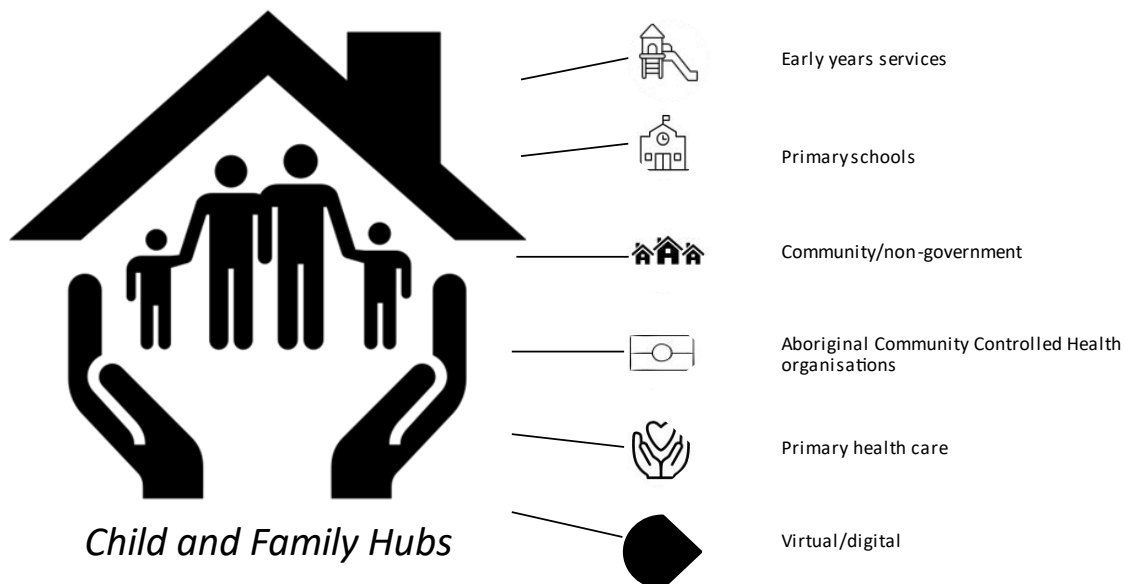 Early years services
Primary schools
Community/non-government
Aboriginal Community Controlled Health
organisations
Primary health care
Virtual/digital
Child and Family Hubs